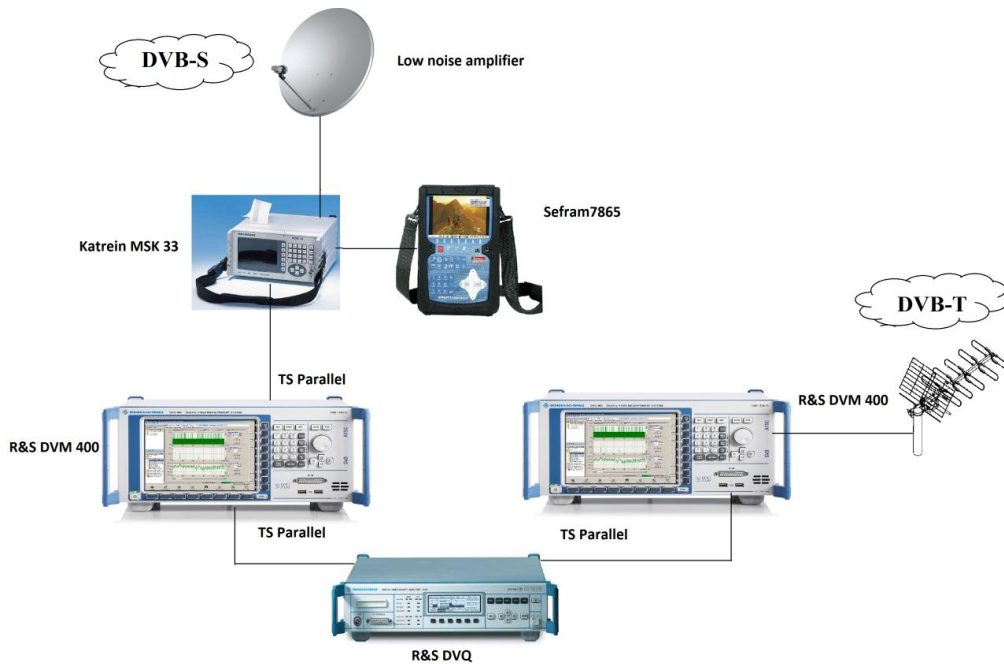 DVB-S
Low noise amplifier
Katrein MSK 33
Sefram7865
DVB-T
TS Parallel
R&S DVM 400
R&S DVM 400
TS Parallel
TS Parallel
R&S DVQ